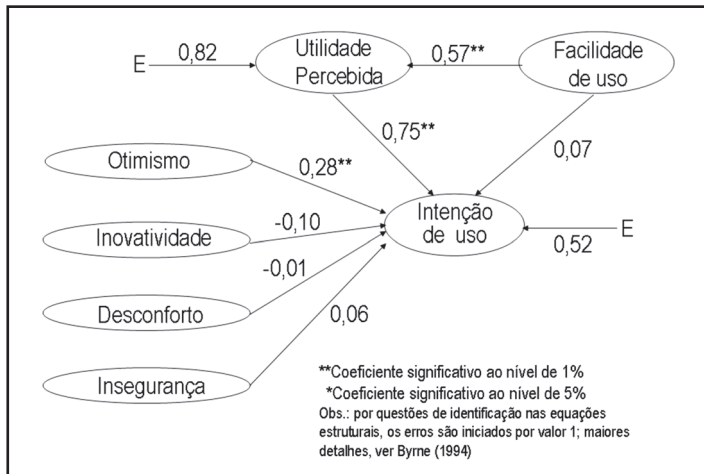 E
0,82
Utilidade
Percebida
0,57**
Facilidade
de uso
0,75**
0,07
Otimismo
0,28**
Inovatividade
-0,10
Intenção
de uso
E
0,52
-0,01
Desconforto
0,06
Insegurança
**Coeficiente significativo ao nível de 1%
*Coeficiente significativo ao nível de 5%
Obs.: por questões de identificação nas equações
estruturais, os erros são iniciados por valor 1; maiores
detalhes, ver Byrne (1994)